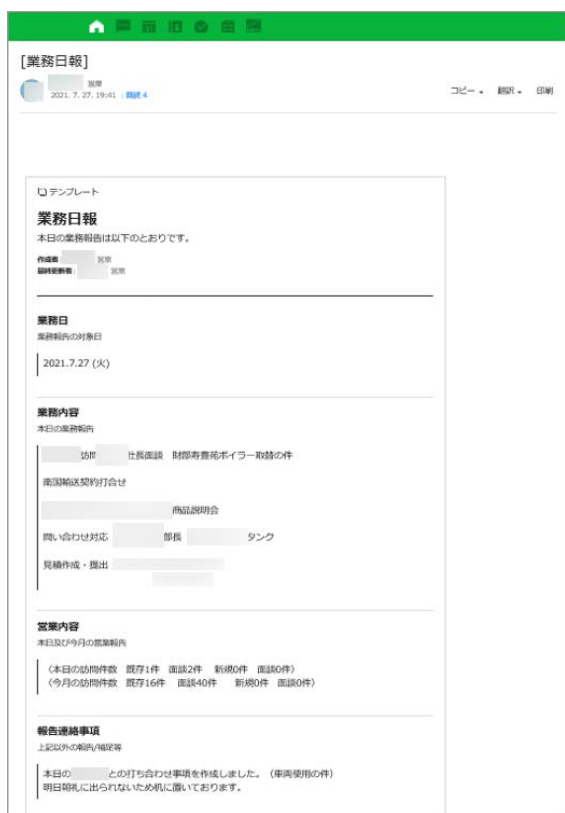 [業務日報]
営業
2021. 7. 27. 19:41 : 既読 4
コピー 翻訳 印刷
テンプレート
業務日報
本日の業務報告は以下のとおりです。
作成者 営業
最終更新者: 営業
業務日
業務報告の対象日
2021.7.27 (火)
業務内容
本日の業務報告
訪問 社長面談 財部寿豊苑ボイラー取替の件
南国輸送契約打合せ
商品説明会
問い合わせ対応 部長 タンク
見積作成・提出
営業内容
本日及び今月の営業報告
〈本日の訪問件数 既存1件 面談2件 新規0件 面談0件〉
〈今月の訪問件数 既存16件 面談40件 新規0件 面談0件〉
報告連絡事項
上記以外の報告/補足等
本日の との打ち合わせ事項を作成しました。（車両使用の件）
明日朝礼に出られないため机に置いております。